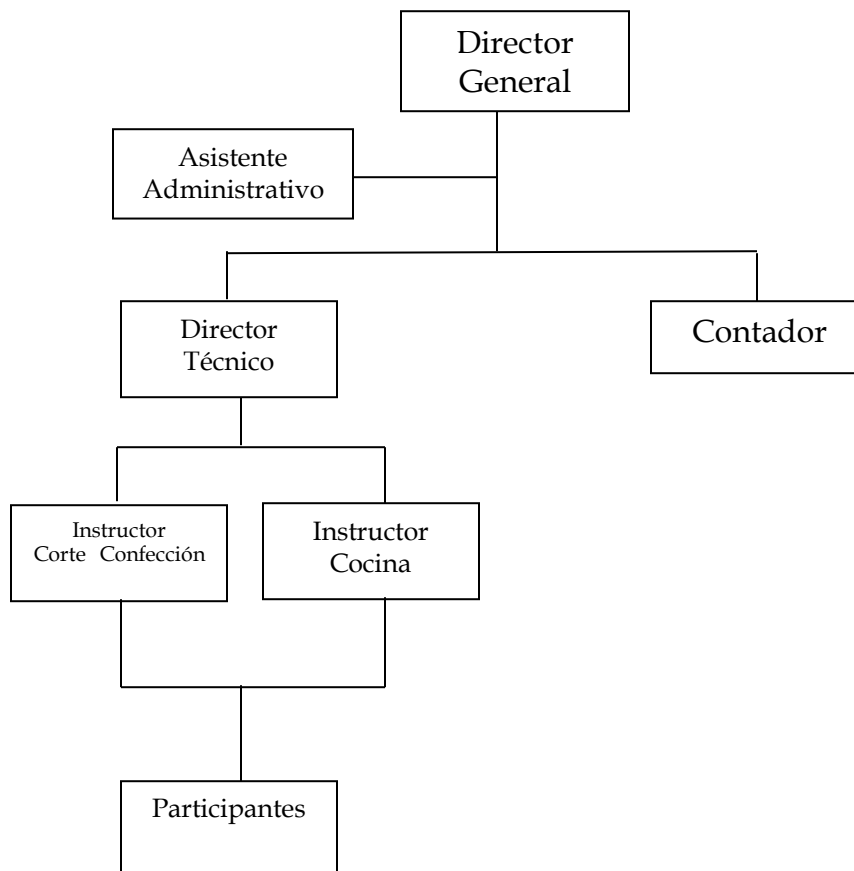 Director
General
Asistente
Administrativo
Director
Técnico
Contador
Instructor
Corte Confección
Instructor
Cocina
Participantes